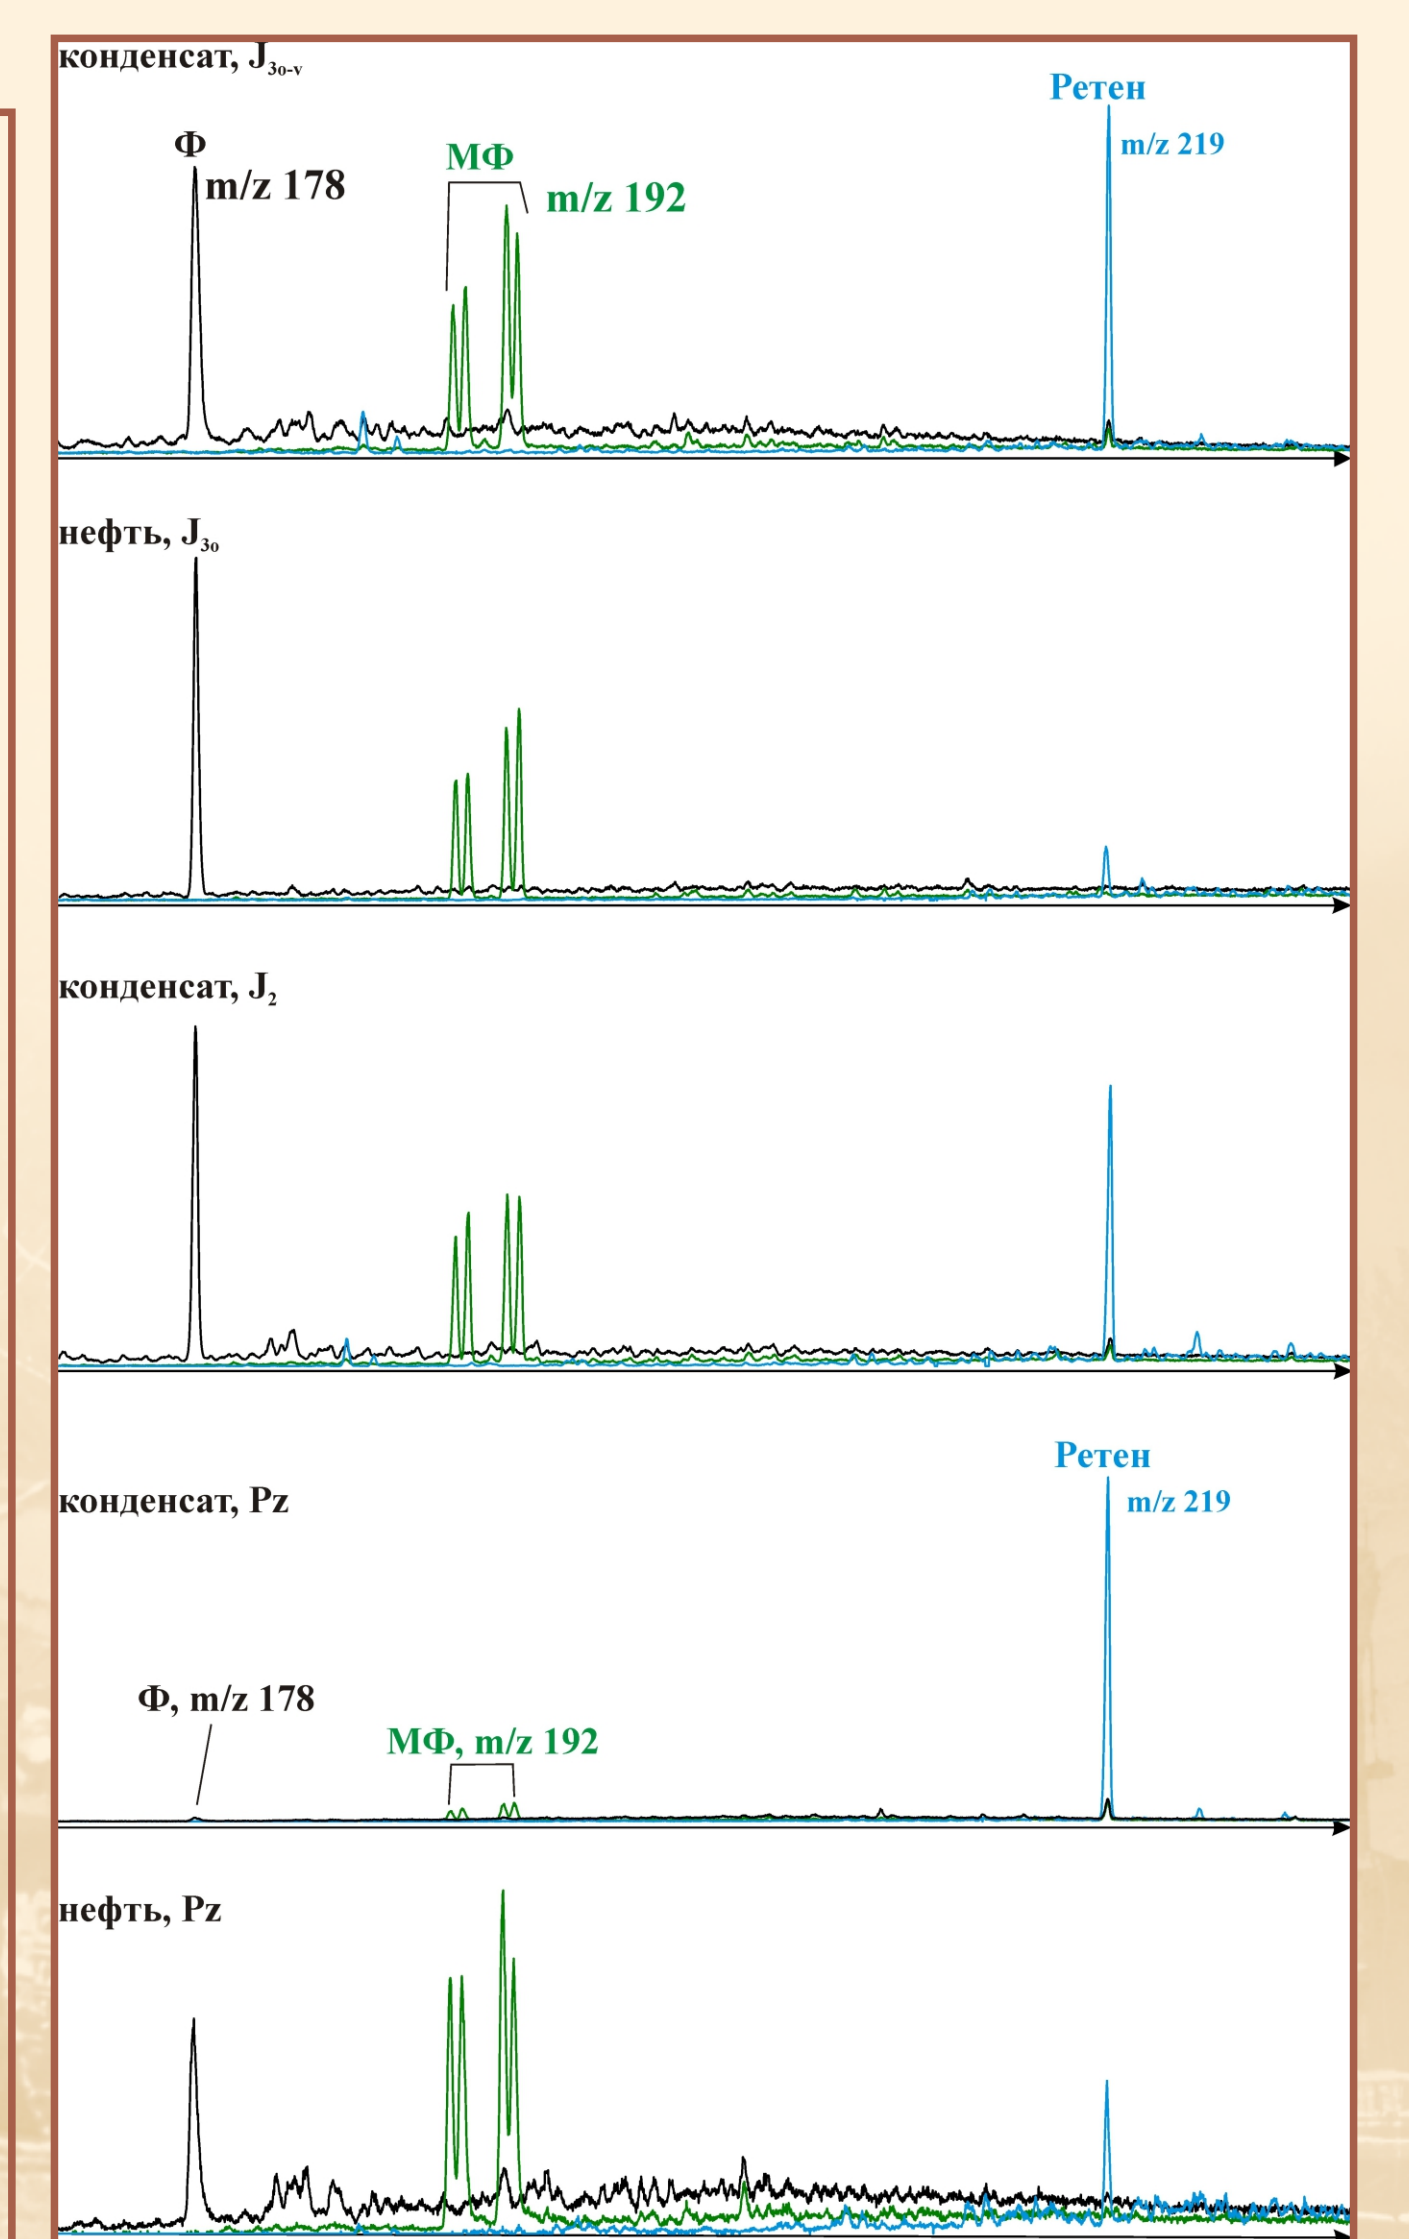 конденсат, J3o-v
Ретен
m/z 219
Ф
m/z 178
МФ
m/z 192
нефть, J3o
конденсат, J2
Ретен
m/z 219
конденсат, Pz
Ф, m/z 178
МФ, m/z 192
нефть, Pz